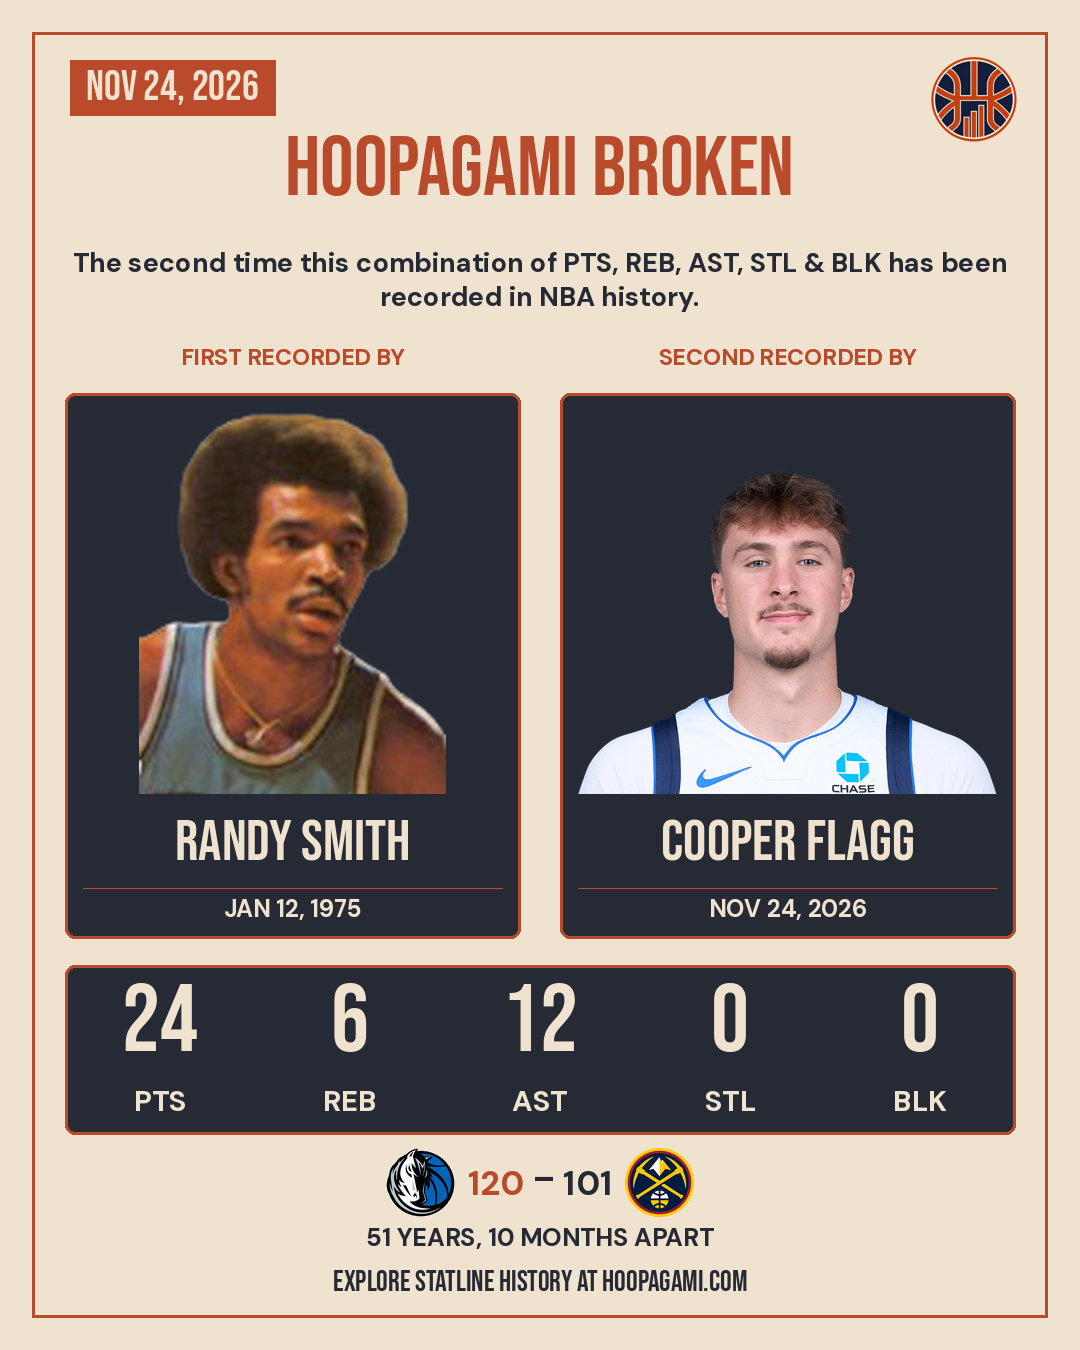 NOV 24, 2026
HOOPAGAMI BROKEN
The second time this combination of PTS, REB, AST, STL & BLK has been
recorded in NBA history.
FIRST RECORDED BY
SECOND RECORDED BY
CHASE
RANDY SMITH
COOPER FLAGG
JAN 12, 1975
NOV 24, 2026
24 6 12 0 0
PTS REB AST STL BLK
120 – 101
51 YEARS, 10 MONTHS APART
EXPLORE STATLINE HISTORY AT HOOPAGAMI.COM